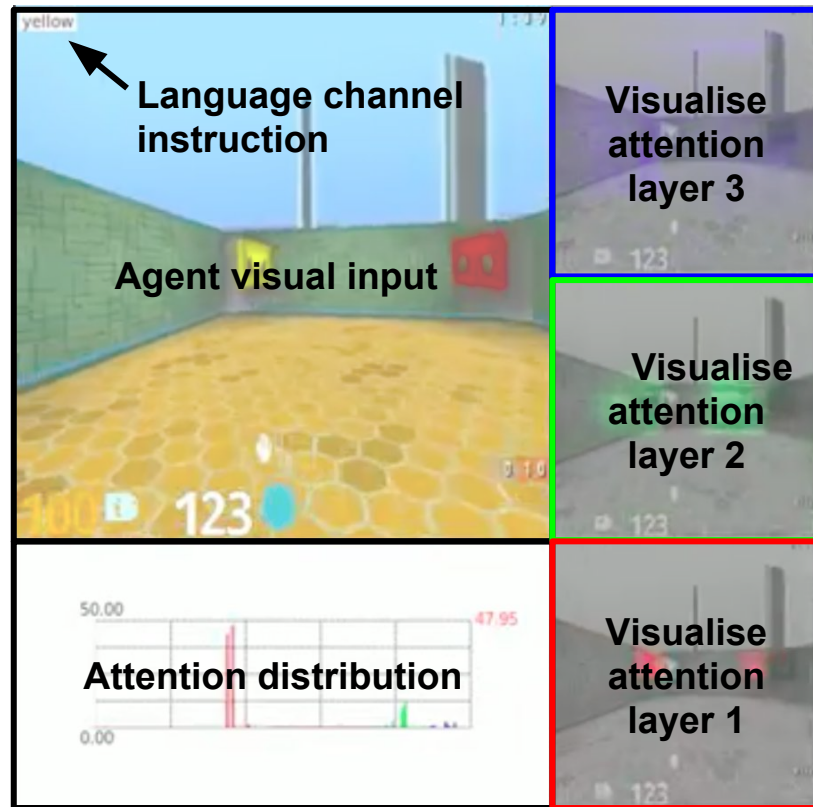 yellow
Language channel
instruction
Agent visual input
100
123
Visualise
attention
layer 3
123
Visualise
attention
layer 2
123
50.00
47.95
Attention distribution
0.00
Visualise
attention
layer 1
123